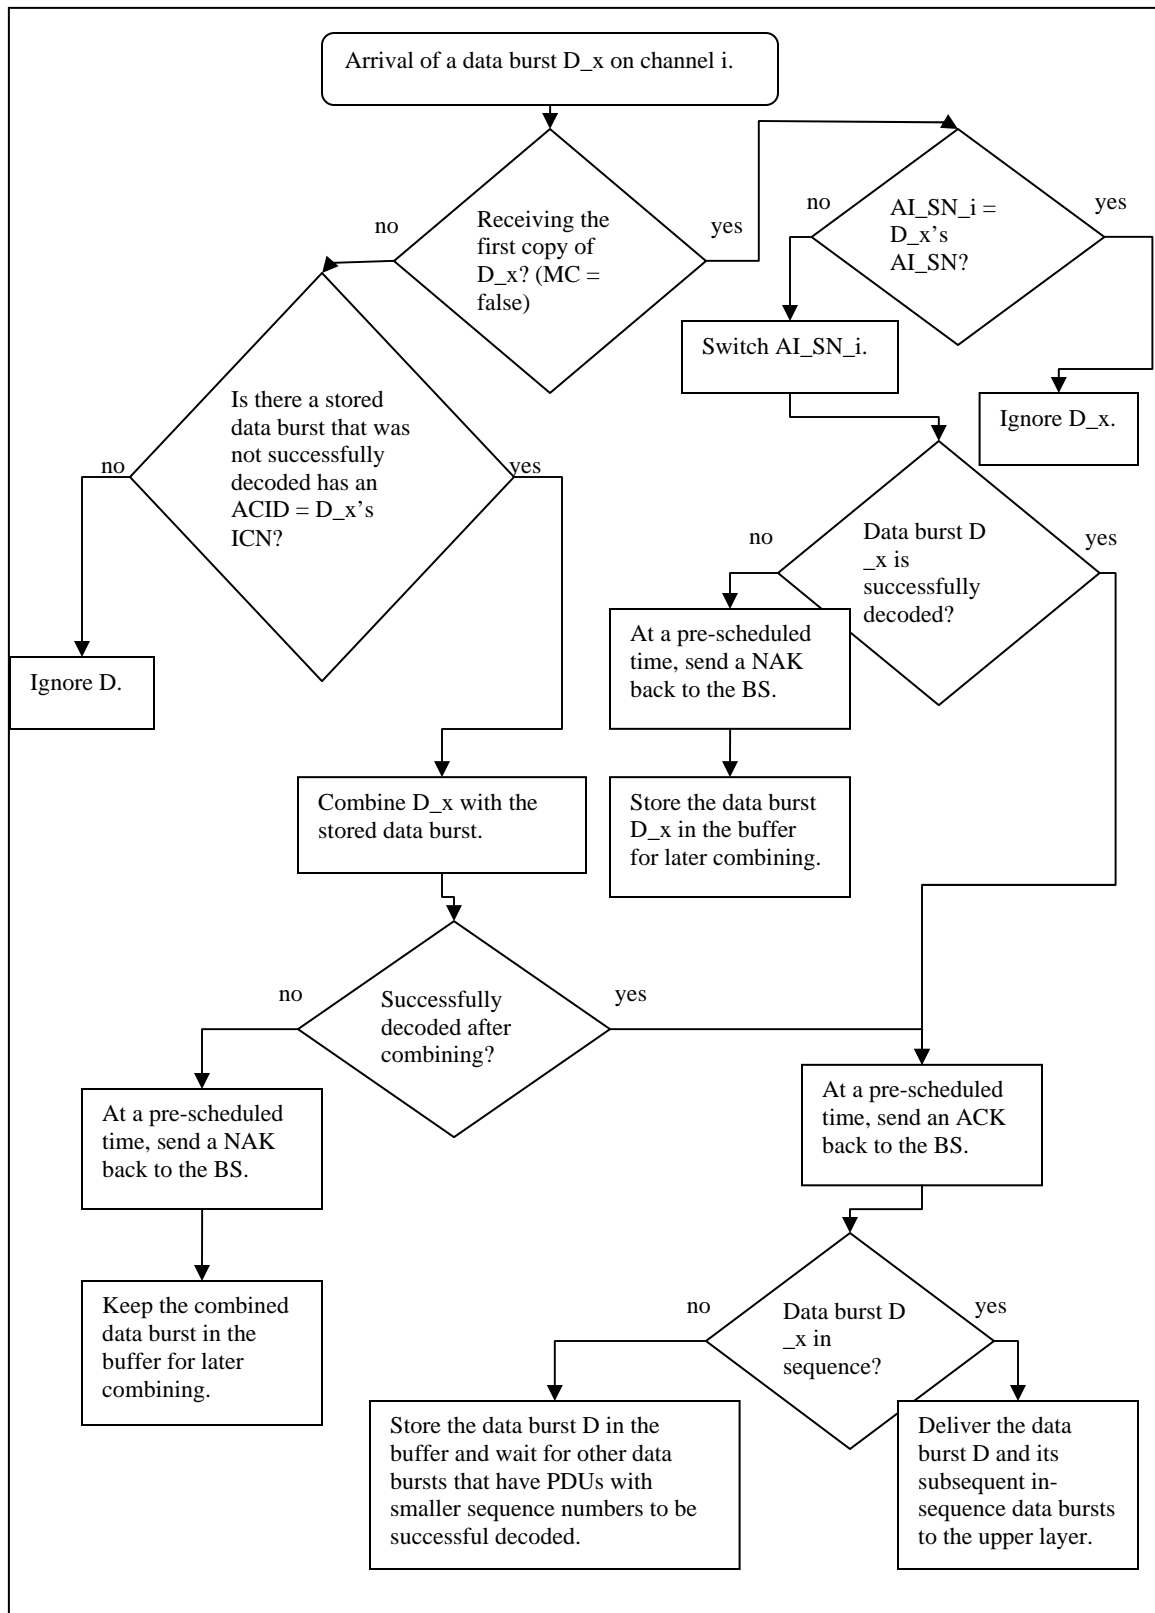 Arrival of a data burst D_x on channel i.
no
Receiving the
first copy of
D_x? (MC =
false)
yes
no
AI_SN_i =
D_x’s
AI_SN?
yes
Switch AI_SN_i.
Ignore D_x.
Is there a stored
data burst that was
not successfully
decoded has an
ACID = D_x’s
ICN?
no
yes
no
Data burst D
_x is
successfully
decoded?
yes
Ignore D.
At a pre-scheduled
time, send a NAK
back to the BS.
Combine D_x with the
stored data burst.
Store the data burst
D_x in the buffer
for later combining.
no
Successfully
decoded after
combining?
yes
At a pre-scheduled
time, send a NAK
back to the BS.
At a pre-scheduled
time, send an ACK
back to the BS.
Keep the combined
data burst in the
buffer for later
combining.
no
Data burst D
_x in
sequence?
yes
Store the data burst D in the
buffer and wait for other data
bursts that have PDUs with
smaller sequence numbers to be
successful decoded.
Deliver the data
burst D and its
subsequent in-
sequence data bursts
to the upper layer.